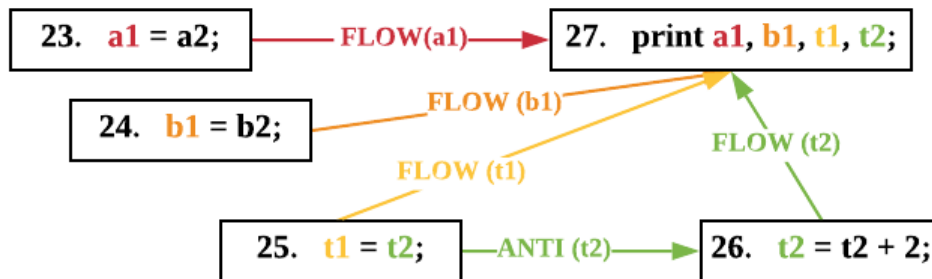 23. a1 = a2;
FLOW(a1)
27. print a1, b1, t1, t2;
FLOW (b1)
24. b1 = b2;
FLOW (t2)
FLOW (t1)
25. t1 = t2;
ANTI (t2)
26. t2 = t2 + 2;